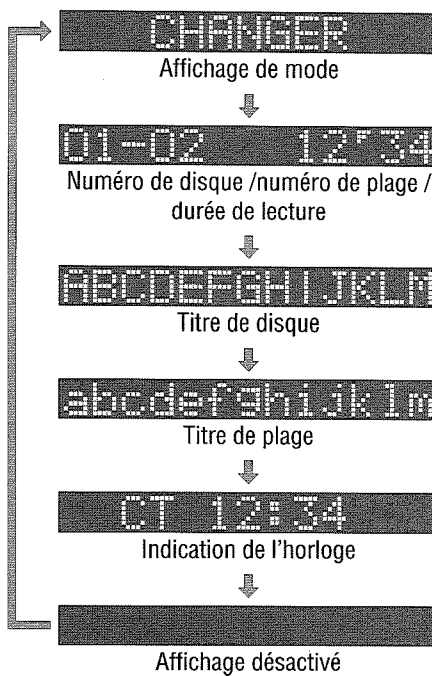 CHANGER
Affichage de mode
01-02 12"34
Numéro de disque /numéro de plage /
durée de lecture
ABCDEFGHIJKLM
Titre de disque
abcdefghijklm
Titre de plage
CT 12:34
Indication de l'horloge
Affichage désactivé